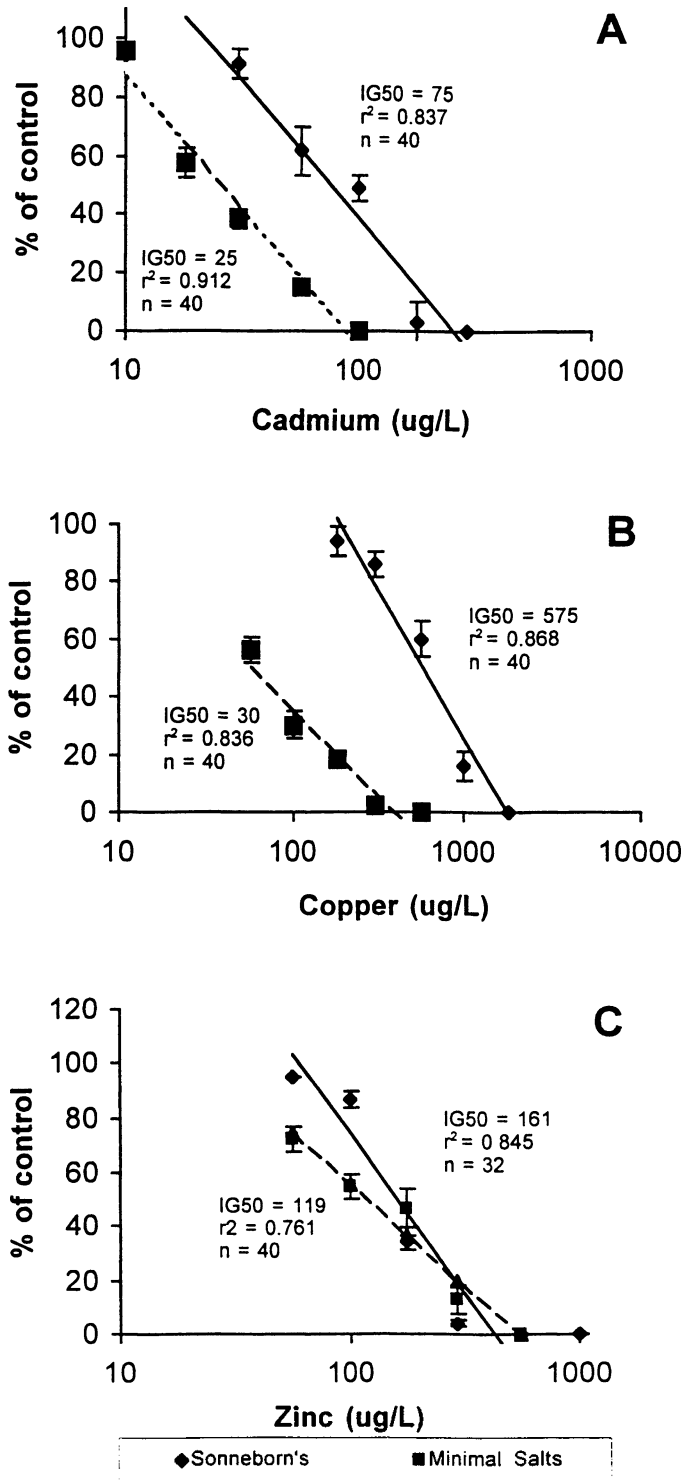 A
100
80
60
40
20
0
% of control
IG50 = 75
r² = 0.837
n = 40
IG50 = 25
r² = 0.912
n = 40
10 100 1000
Cadmium (ug/L)
B
100
80
60
40
20
0
% of control
IG50 = 575
r² = 0.868
n = 40
IG50 = 30
r² = 0.836
n = 40
10 100 1000 10000
Copper (ug/L)
C
120
100
80
60
40
20
0
% of control
IG50 = 161
r² = 0 845
n = 32
IG50 = 119
r2 = 0.761
n = 40
10 100 1000
Zinc (ug/L)
Sonneborn's Minimal Salts